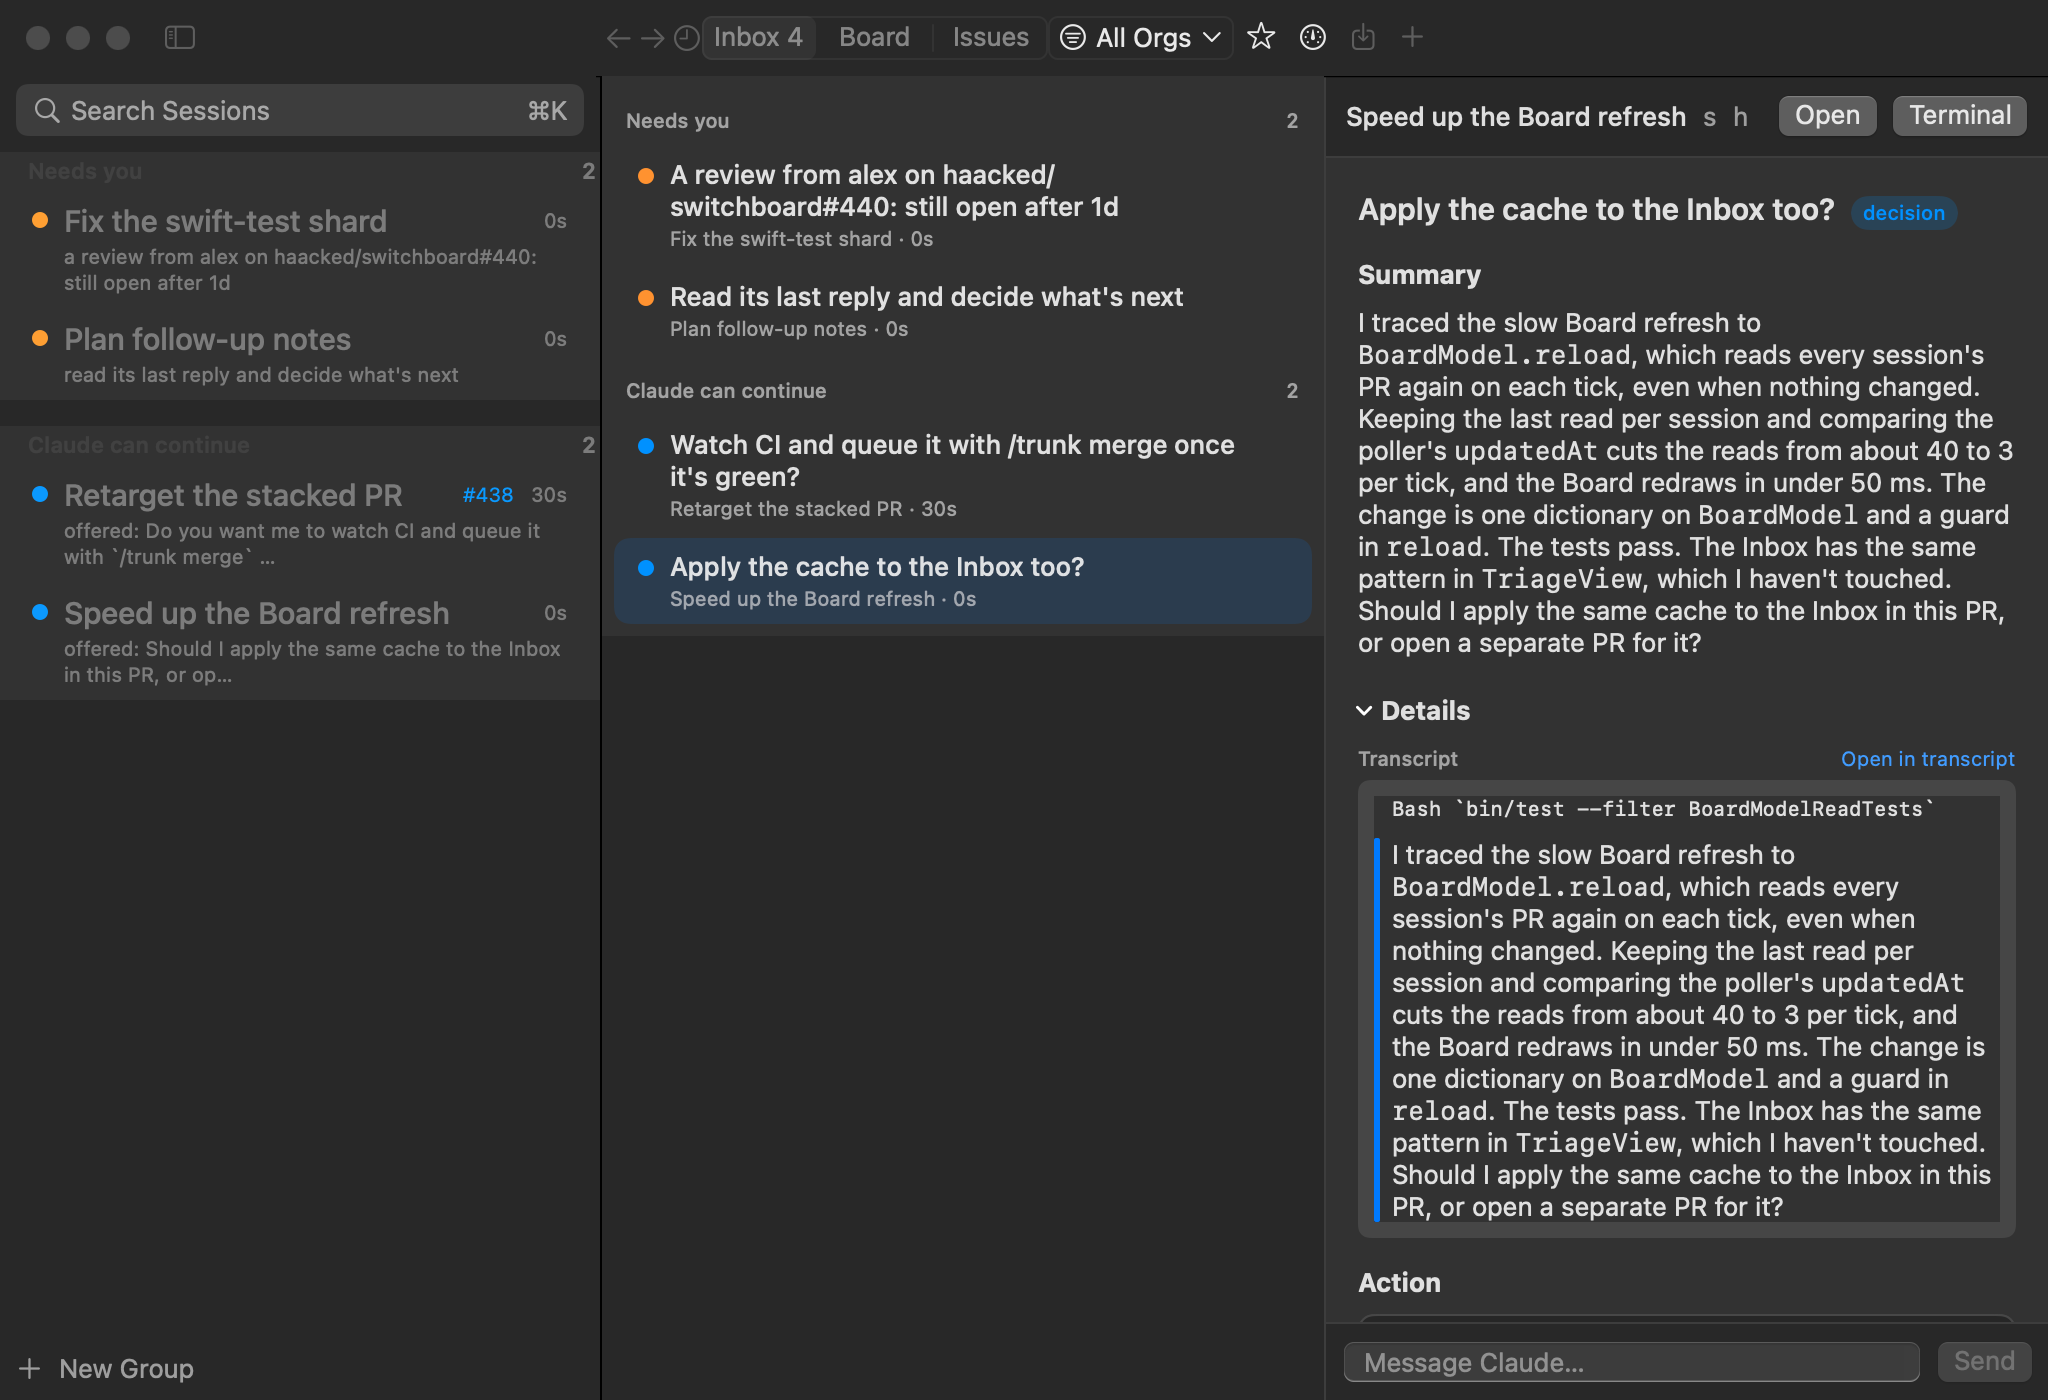 Inbox 4
Board
Issues
All Orgs
Search Sessions
⌘K
Needs you
2
Fix the swift-test shard
0s
a review from alex on haacked/switchboard#440:
still open after 1d
Plan follow-up notes
0s
read its last reply and decide what's next
Claude can continue
2
Retarget the stacked PR
#438
30s
offered: Do you want me to watch CI and queue it
with `/trunk merge` ...
Speed up the Board refresh
0s
offered: Should I apply the same cache to the Inbox
in this PR, or op...
New Group
Needs you
2
A review from alex on haacked/
switchboard#440: still open after 1d
Fix the swift-test shard · 0s
Read its last reply and decide what's next
Plan follow-up notes · 0s
Claude can continue
2
Watch CI and queue it with /trunk merge once
it's green?
Retarget the stacked PR · 30s
Apply the cache to the Inbox too?
Speed up the Board refresh · 0s
Speed up the Board refresh
s h
Open
Terminal
Apply the cache to the Inbox too?
decision
Summary
I traced the slow Board refresh to
BoardModel.reload, which reads every session's
PR again on each tick, even when nothing changed.
Keeping the last read per session and comparing the
poller's updatedAt cuts the reads from about 40 to 3
per tick, and the Board redraws in under 50 ms. The
change is one dictionary on BoardModel and a guard
in reload. The tests pass. The Inbox has the same
pattern in TriageView, which I haven't touched.
Should I apply the same cache to the Inbox in this PR,
or open a separate PR for it?
Details
Transcript
Open in transcript
Bash `bin/test --filter BoardModelReadTests`
I traced the slow Board refresh to
BoardModel.reload, which reads every
session's PR again on each tick, even when
nothing changed. Keeping the last read per
session and comparing the poller's updatedAt
cuts the reads from about 40 to 3 per tick, and
the Board redraws in under 50 ms. The change is
one dictionary on BoardModel and a guard in
reload. The tests pass. The Inbox has the same
pattern in TriageView, which I haven't touched.
Should I apply the same cache to the Inbox in this
PR, or open a separate PR for it?
Action
Message Claude...
Send